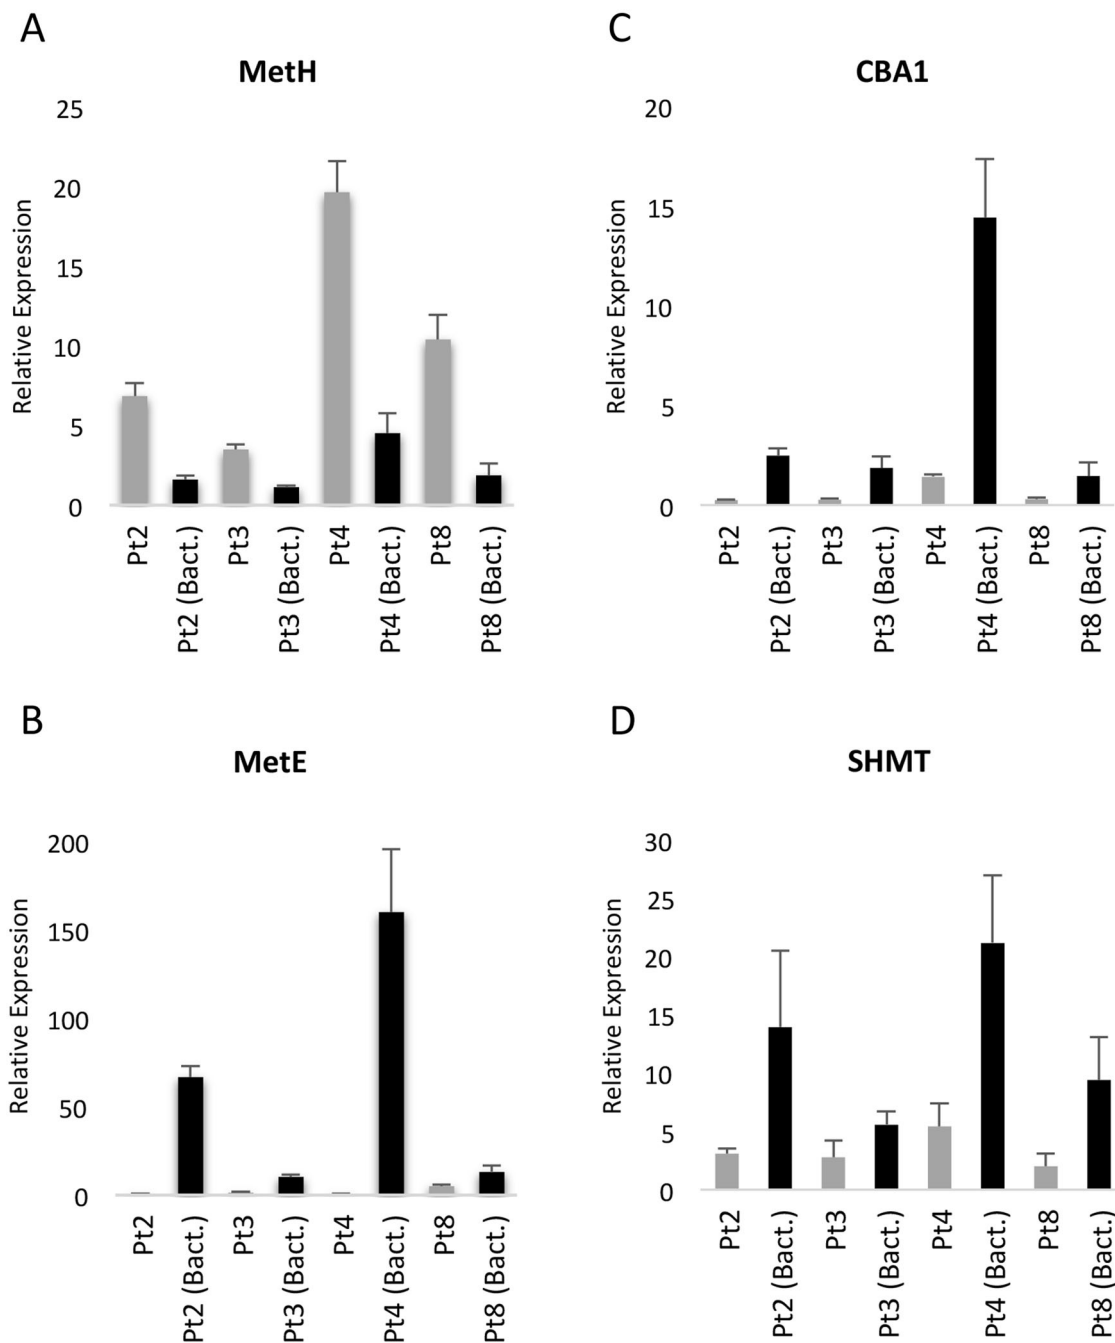 A
MetH
Relative Expression
25
20
15
10
5
0
Pt2
Pt2 (Bact.)
Pt3
Pt3 (Bact.)
Pt4
Pt4 (Bact.)
Pt8
Pt8 (Bact.)
C
CBA1
Relative Expression
20
15
10
5
0
Pt2
Pt2 (Bact.)
Pt3
Pt3 (Bact.)
Pt4
Pt4 (Bact.)
Pt8
Pt8 (Bact.)
B
MetE
Relative Expression
200
150
100
50
0
Pt2
Pt2 (Bact.)
Pt3
Pt3 (Bact.)
Pt4
Pt4 (Bact.)
Pt8
Pt8 (Bact.)
D
SHMT
Relative Expression
30
25
20
15
10
5
0
Pt2
Pt2 (Bact.)
Pt3
Pt3 (Bact.)
Pt4
Pt4 (Bact.)
Pt8
Pt8 (Bact.)